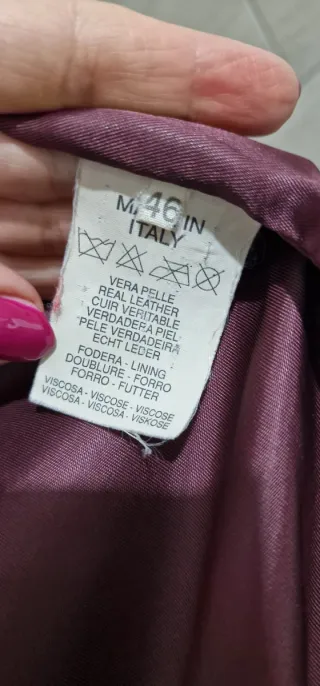 46
MADE IN
ITALY
VERA PELLE
REAL LEATHER
CUIR VERITABLE
VERDADERA PIEL
PELE VERDADEIRA
ECHT LEDER
FODERA - LINING
DOUBLURE - FORRO
FORRO - FUTTER
VISCOSA - VISCOSE - VISCOSE
VISCOSA - VISCOSA - VISKOSE